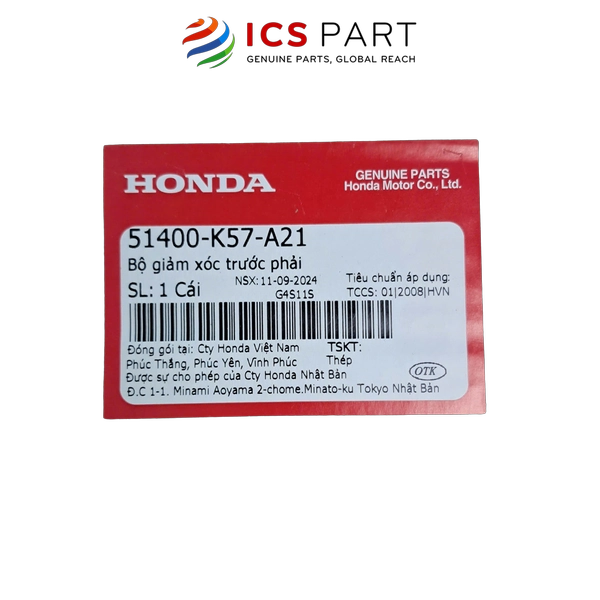 ICS PART
GENUINE PARTS, GLOBAL REACH
HONDA
GENUINE PARTS
Honda Motor Co., Ltd.
51400-K57-A21
Bộ giảm xóc trước phải
SL: 1 Cái
NSX: 11-09-2024
G4S11S
Tiêu chuẩn áp dụng:
TCCS: 01|2008|HVN
Đóng gói tại: Cty Honda Việt Nam
TSKT:
Phúc Thắng, Phúc Yên, Vĩnh Phúc
Thép
Được sự cho phép của Cty Honda Nhật Bản
OTK
Đ.C 1-1. Minami Aoyama 2-chome.Minato-ku Tokyo Nhật Bản